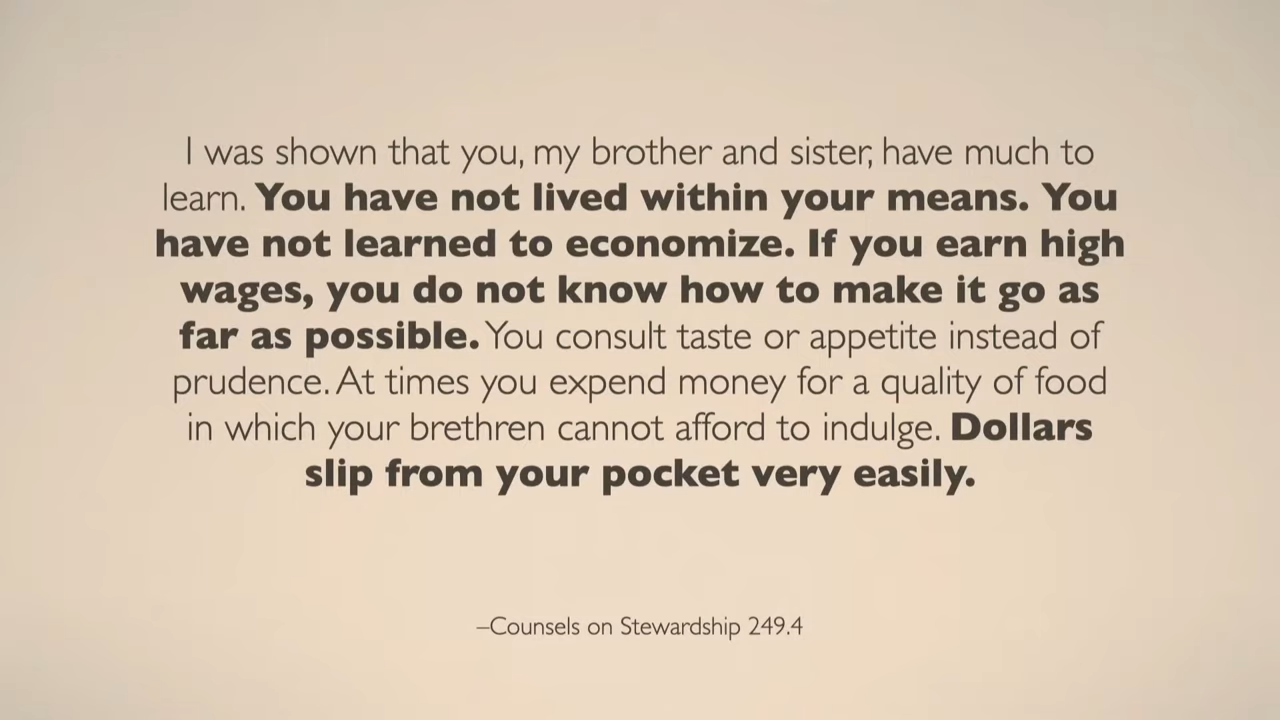 I was shown that you, my brother and sister, have much to
learn. You have not lived within your means. You
have not learned to economize. If you earn high
wages, you do not know how to make it go as
far as possible. You consult taste or appetite instead of
prudence. At times you expend money for a quality of food
in which your brethren cannot afford to indulge. Dollars
slip from your pocket very easily.
–Counsels on Stewardship 249.4